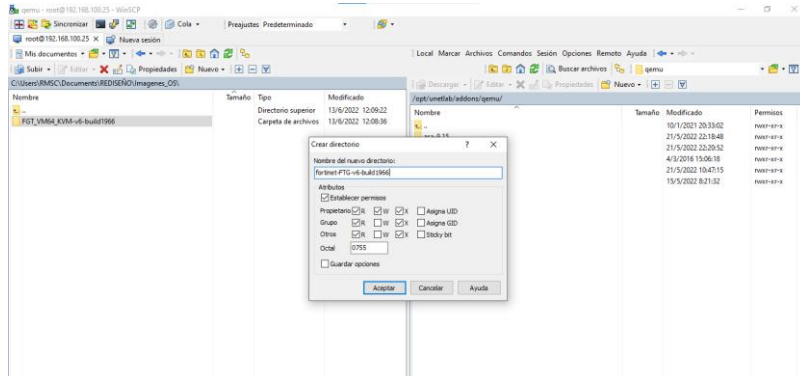 qemu - root@192.168.100.25 - WinSCP
Sincronizar Cola Preajustes Predeterminado
root@192.168.100.25 Nueva sesión
Mis documentos
Local Marcar Archivos Comandos Sesión Opciones Remoto Ayuda
Subir Editar Propiedades Nuevo
qemu Buscar archivos
Descargar Editar Propiedades Nuevo
C:\Users\RMSC\Documents\REDISEÑO\Imagenes_OS\
/opt/unetlab/addons/qemu/
Nombre Tamaño Tipo Modificado
.. Directorio superior 13/6/2022 12:09:22
FGT_VM64_KVM-v6-build1966 Carpeta de archivos 13/6/2022 12:08:36
Nombre Tamaño Modificado Permisos
.. 10/1/2021 20:33:02 rwxr-xr-x
21/5/2022 22:18:48 rwxr-xr-x
21/5/2022 22:20:52 rwxr-xr-x
4/3/2016 15:06:18 rwxr-xr-x
21/5/2022 10:47:15 rwxr-xr-x
15/5/2022 8:21:32 rwxr-xr-x
Crear directorio ? X
Nombre del nuevo directorio:
fortinet-FTG-v6-build1966
Atributos
Establecer permisos
Propietario R W X Asigna UID
Grupo R W X Asigna GID
Otros R W X Sticky bit
Octal 0755
Guardar opciones
Aceptar Cancelar Ayuda